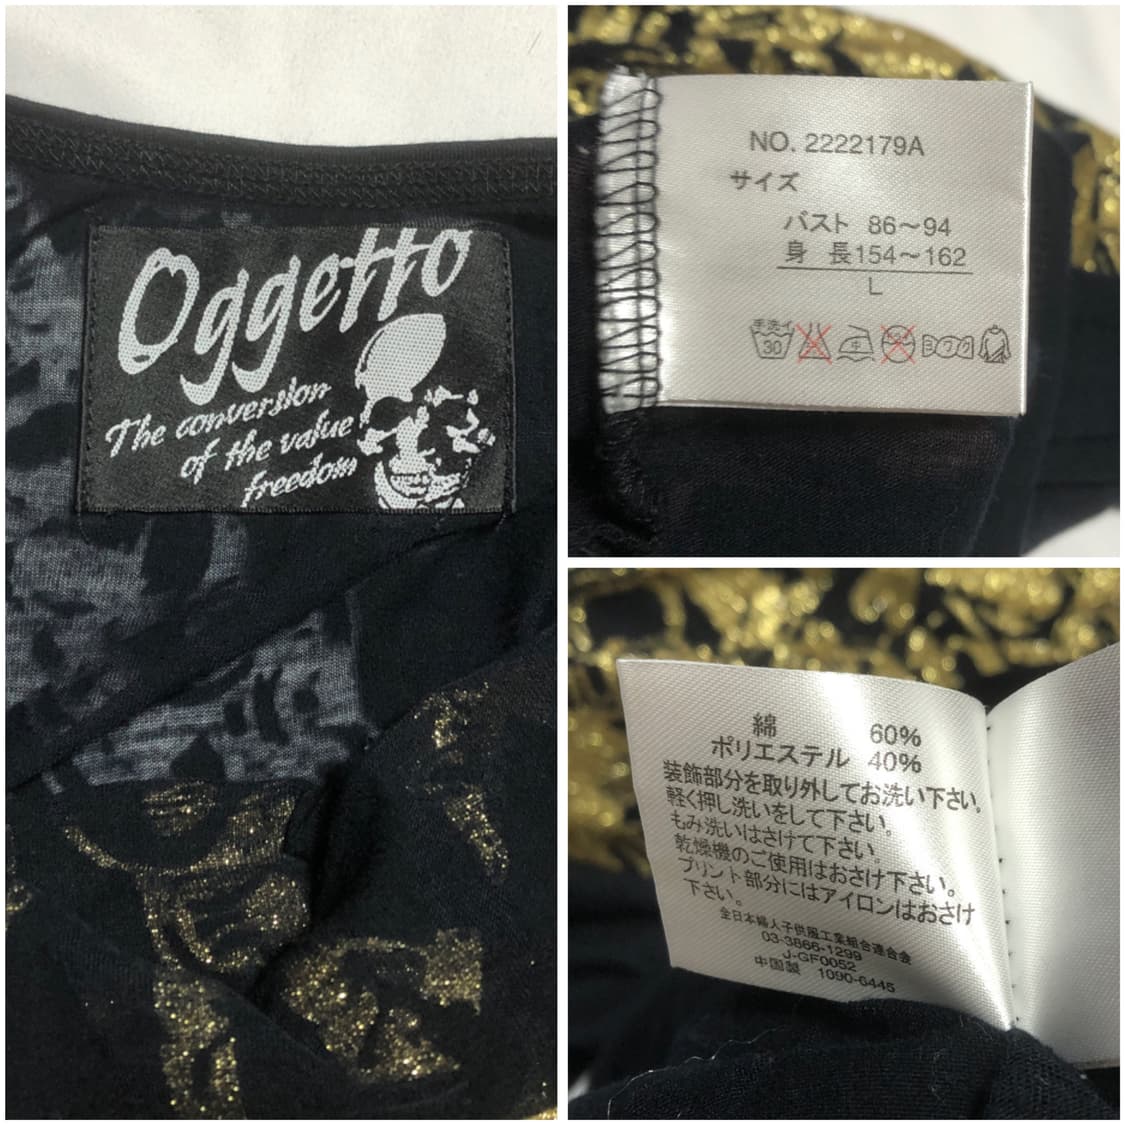 Oggetto
The conversion
of the value
freedom
NO. 2222179A
サイズ
バスト 86～94
身 長154～162
L
手洗イ
30
中
綿 60%
ポリエステル 40%
装飾部分を取り外してお洗い下さい。
軽く押し洗いをして下さい。
もみ洗いはさけて下さい。
乾燥機のご使用はおさけ下さい。
プリント部分にはアイロンはおさけ
下さい。
全日本婦人子供服工業組合連合会
03-3866-1299
J-GF0052
中国製 1090-6445